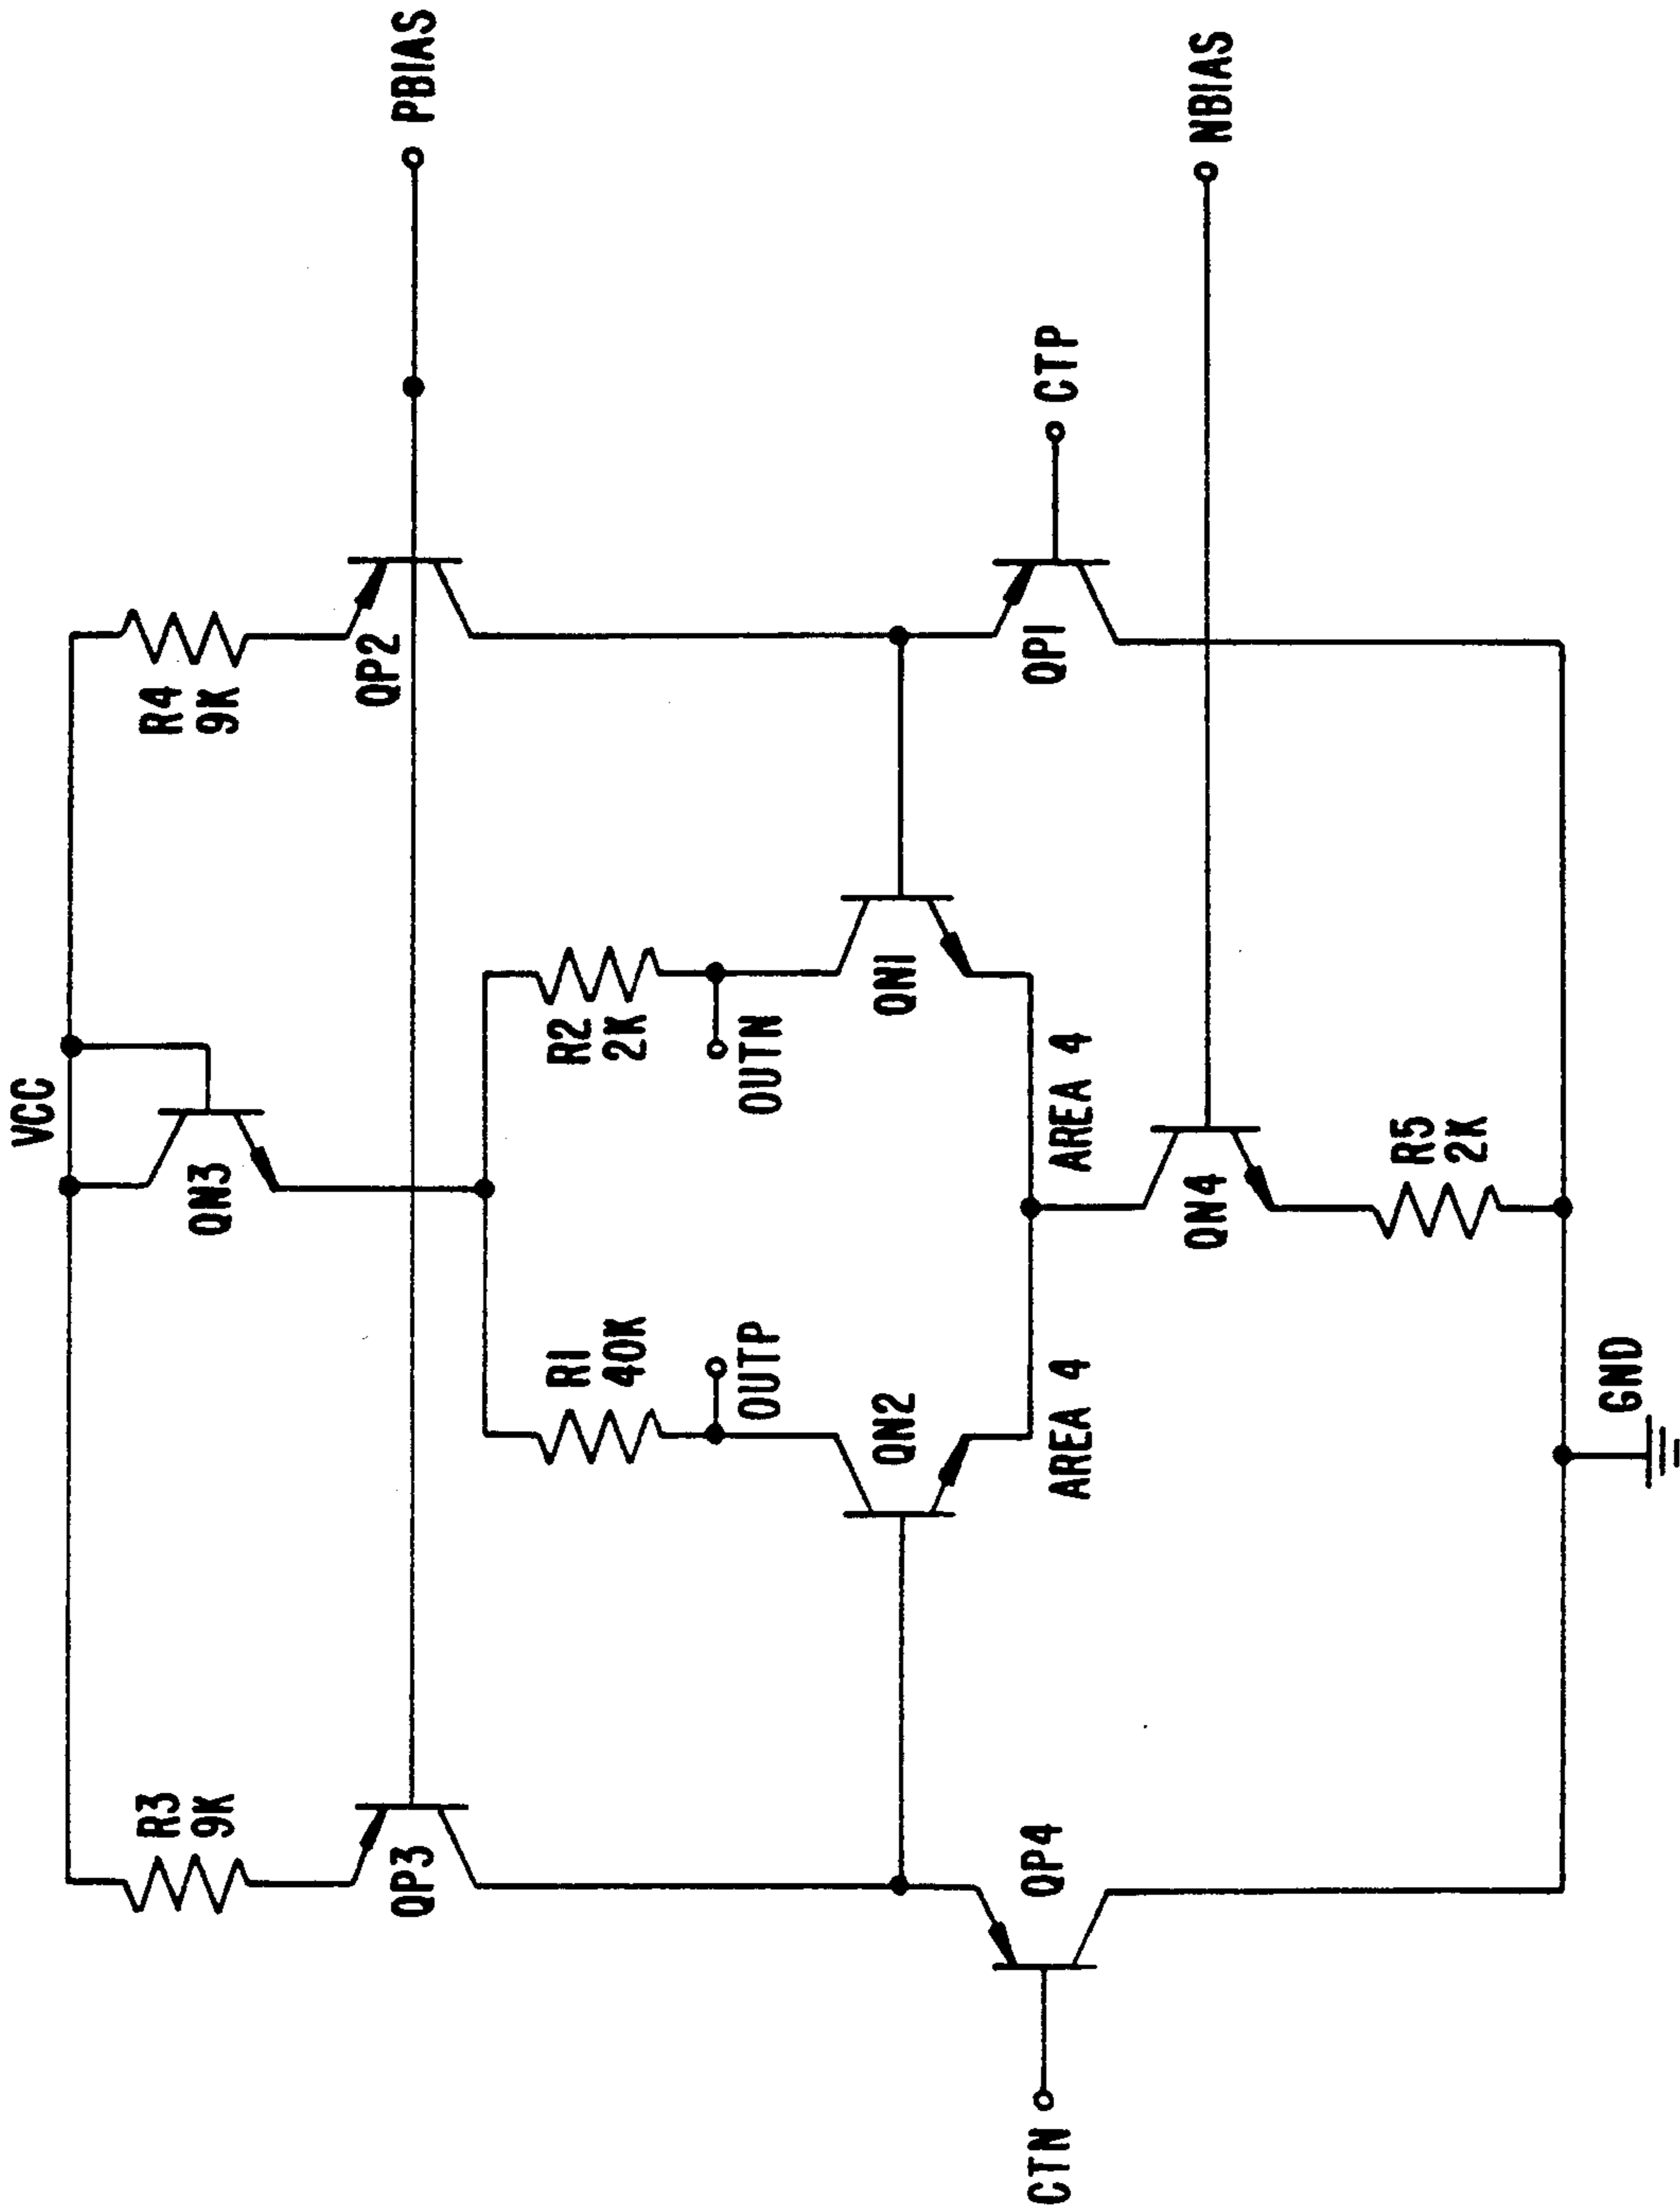 VCC
R3
9K
R4
9K
QN3
QP3
QP2
PBIAS
R1
40K
R2
2K
OUTP
OUTN
QN2
QN1
CTN
QP4
AREA 4
AREA 4
QP1
CTP
QN4
NBIAS
R5
2K
GND